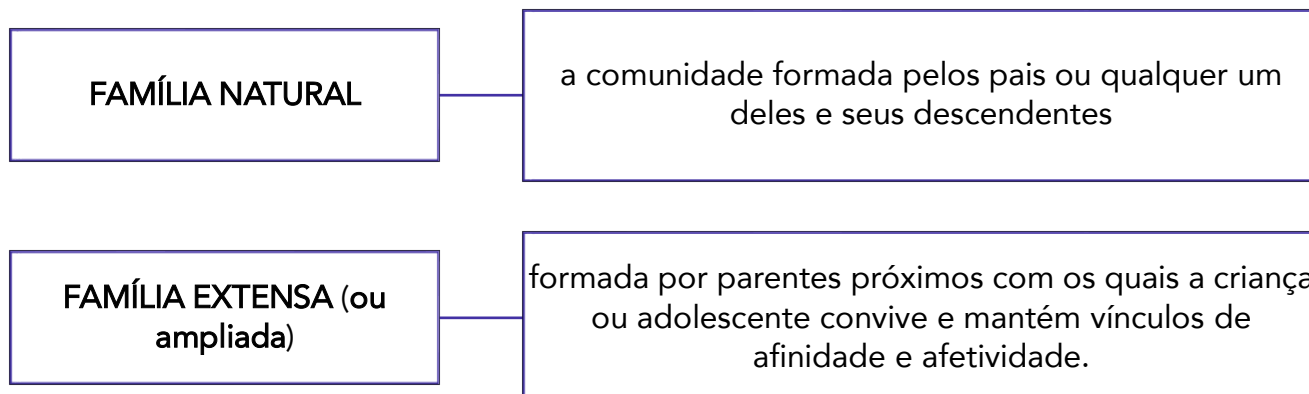 FAMÍLIA NATURAL
a comunidade formada pelos pais ou qualquer um
deles e seus descendentes
FAMÍLIA EXTENSA (ou
ampliada)
formada por parentes próximos com os quais a criança
ou adolescente convive e mantém vínculos de
afinidade e afetividade.